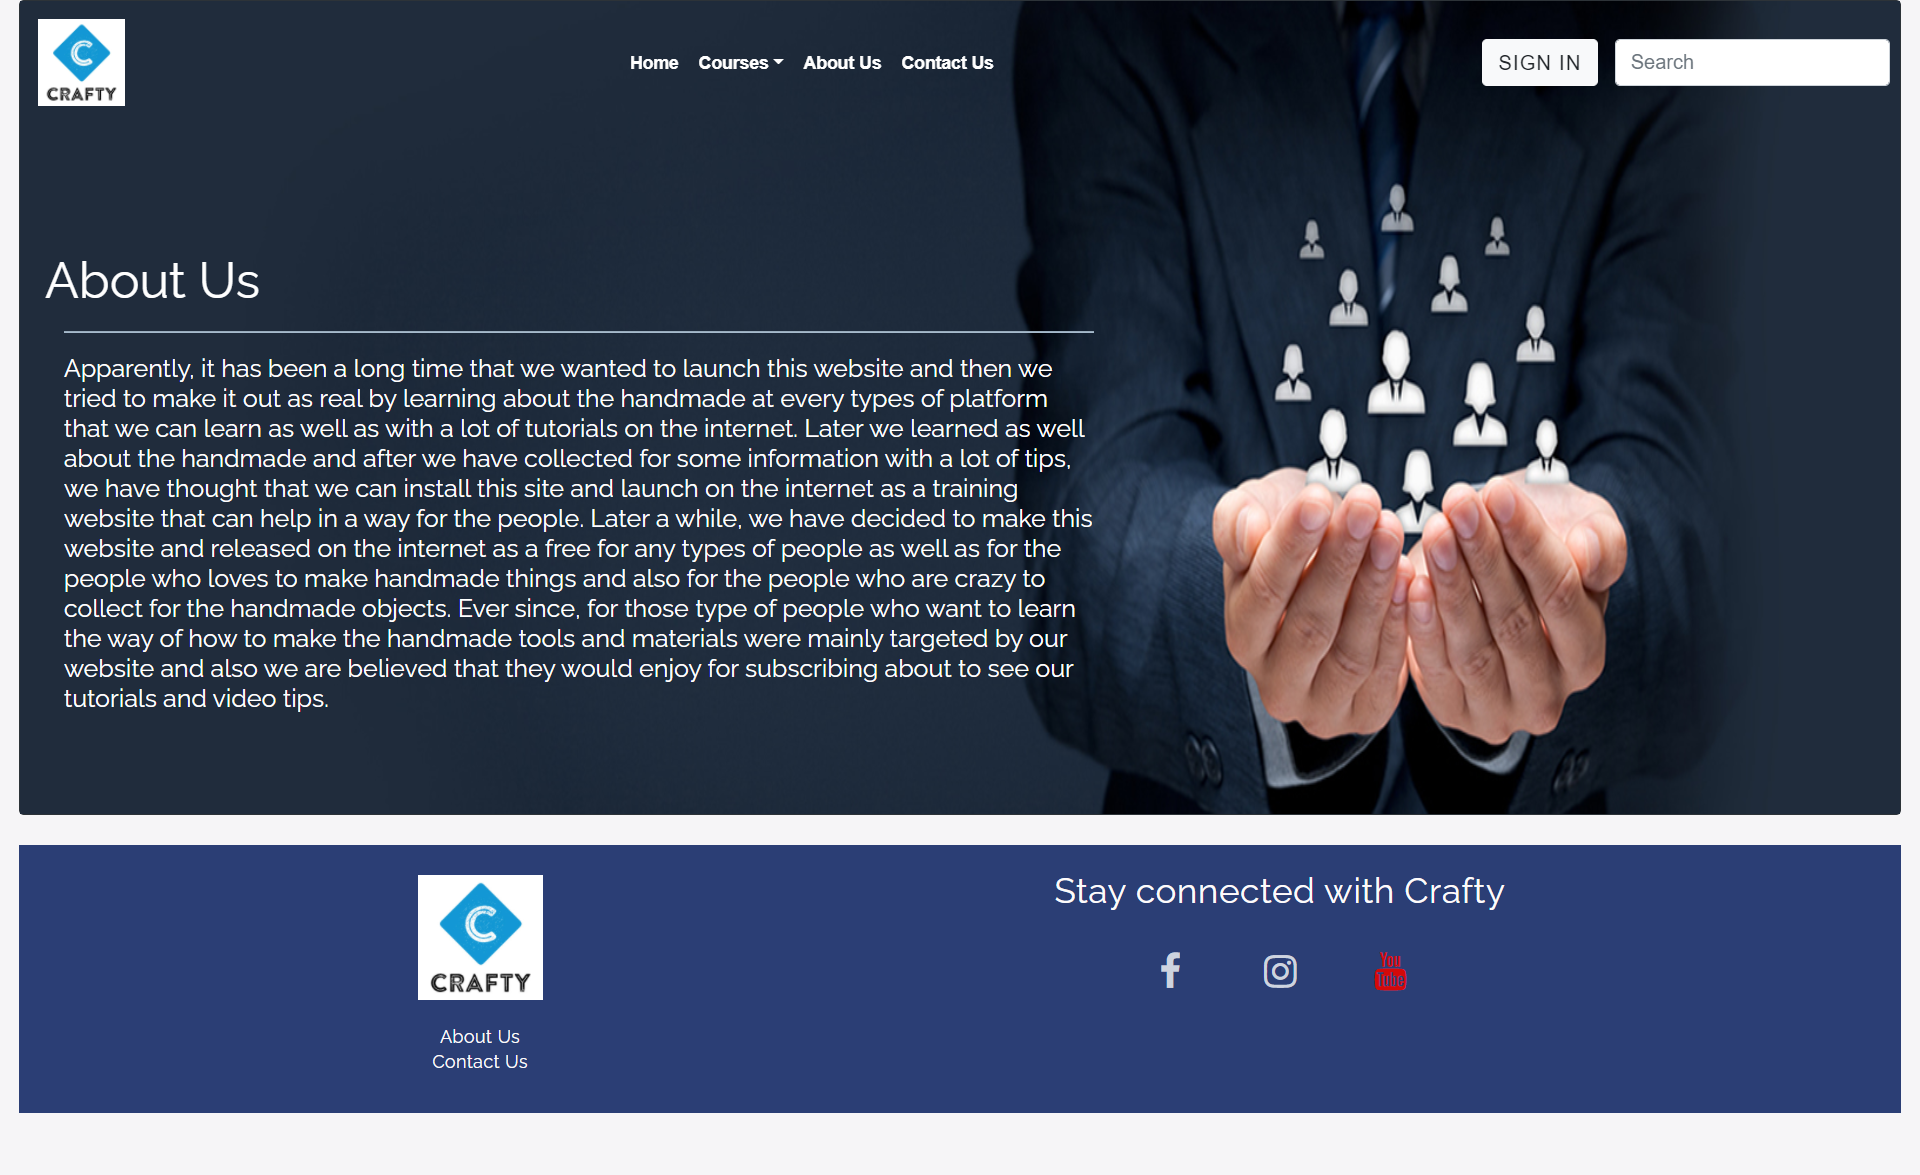 C
CRAFTY
Home Courses About Us Contact Us
SIGN IN
Search
About Us
Apparently, it has been a long time that we wanted to launch this website and then we
tried to make it out as real by learning about the handmade at every types of platform
that we can learn as well as with a lot of tutorials on the internet. Later we learned as well
about the handmade and after we have collected for some information with a lot of tips,
we have thought that we can install this site and launch on the internet as a training
website that can help in a way for the people. Later a while, we have decided to make this
website and released on the internet as a free for any types of people as well as for the
people who loves to make handmade things and also for the people who are crazy to
collect for the handmade objects. Ever since, for those type of people who want to learn
the way of how to make the handmade tools and materials were mainly targeted by our
website and also we are believed that they would enjoy for subscribing about to see our
tutorials and video tips.
C
CRAFTY
About Us
Contact Us
Stay connected with Crafty
You
Tube